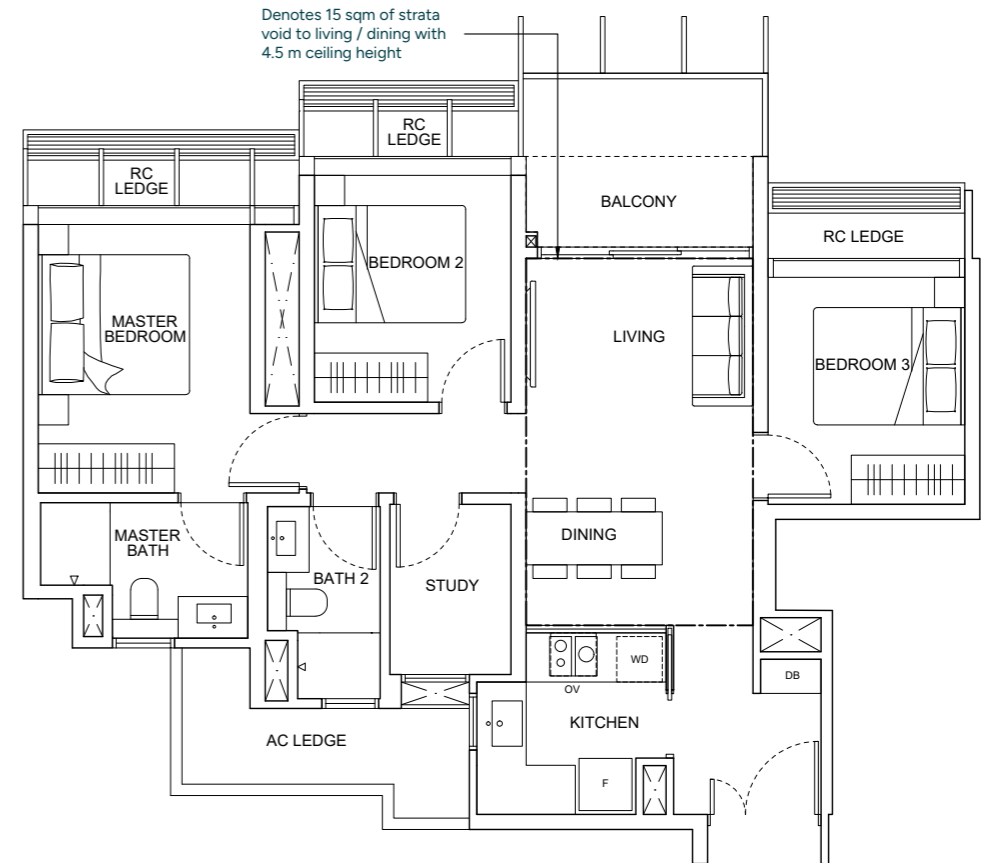 Denotes 15 sqm of strata
void to living / dining with
4.5 m ceiling height
RC
LEDGE
RC
LEDGE
BALCONY
RC LEDGE
BEDROOM 2
MASTER
BEDROOM
LIVING
BEDROOM 3
MASTER
BATH
DINING
BATH 2
STUDY
WD
DB
OV
KITCHEN
AC LEDGE
F